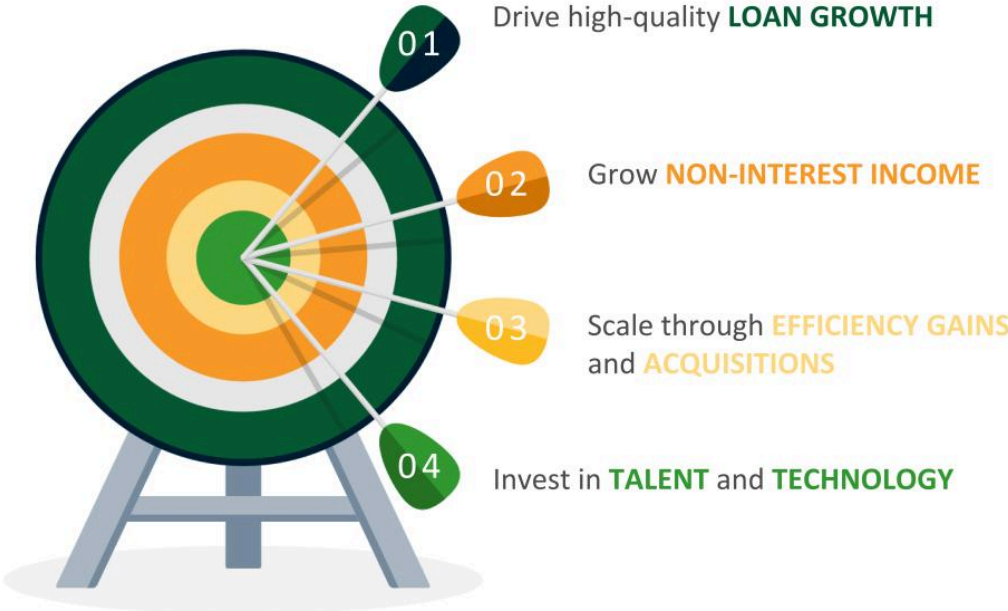 01
Drive high-quality LOAN GROWTH
02
Grow NON-INTEREST INCOME
03
Scale through EFFICIENCY GAINS
and ACQUISITIONS
04
Invest in TALENT and TECHNOLOGY